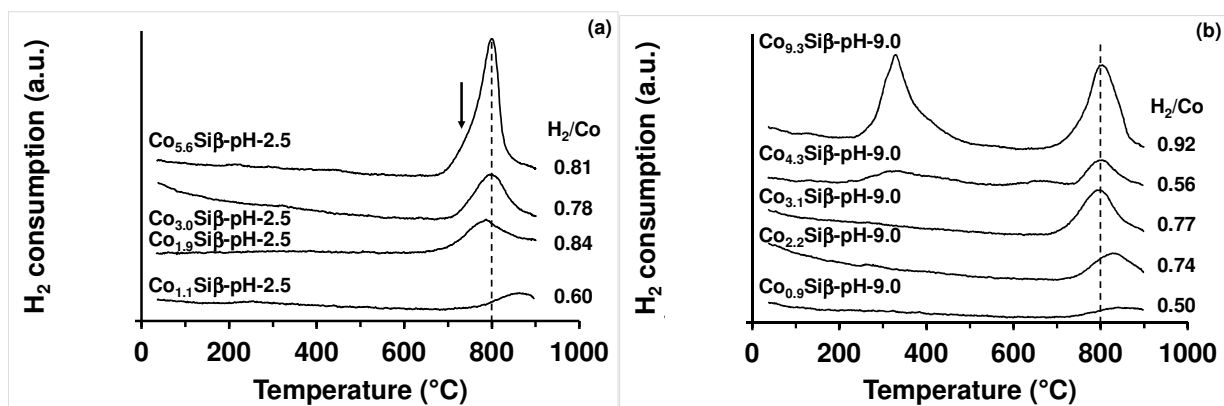 (a)
H2 consumption (a.u.)
H2/Co
Co5.6Siβ-pH-2.5
0.81
0.78
Co3.0Siβ-pH-2.5
Co1.9Siβ-pH-2.5
0.84
Co1.1Siβ-pH-2.5
0.60
0 200 400 600 800 1000
Temperature (°C)
(b)
H2 consumption (a.u.)
Co9.3Siβ-pH-9.0
H2/Co
0.92
Co4.3Siβ-pH-9.0
0.56
Co3.1Siβ-pH-9.0
0.77
Co2.2Siβ-pH-9.0
0.74
Co0.9Siβ-pH-9.0
0.50
0 200 400 600 800 1000
Temperature (°C)